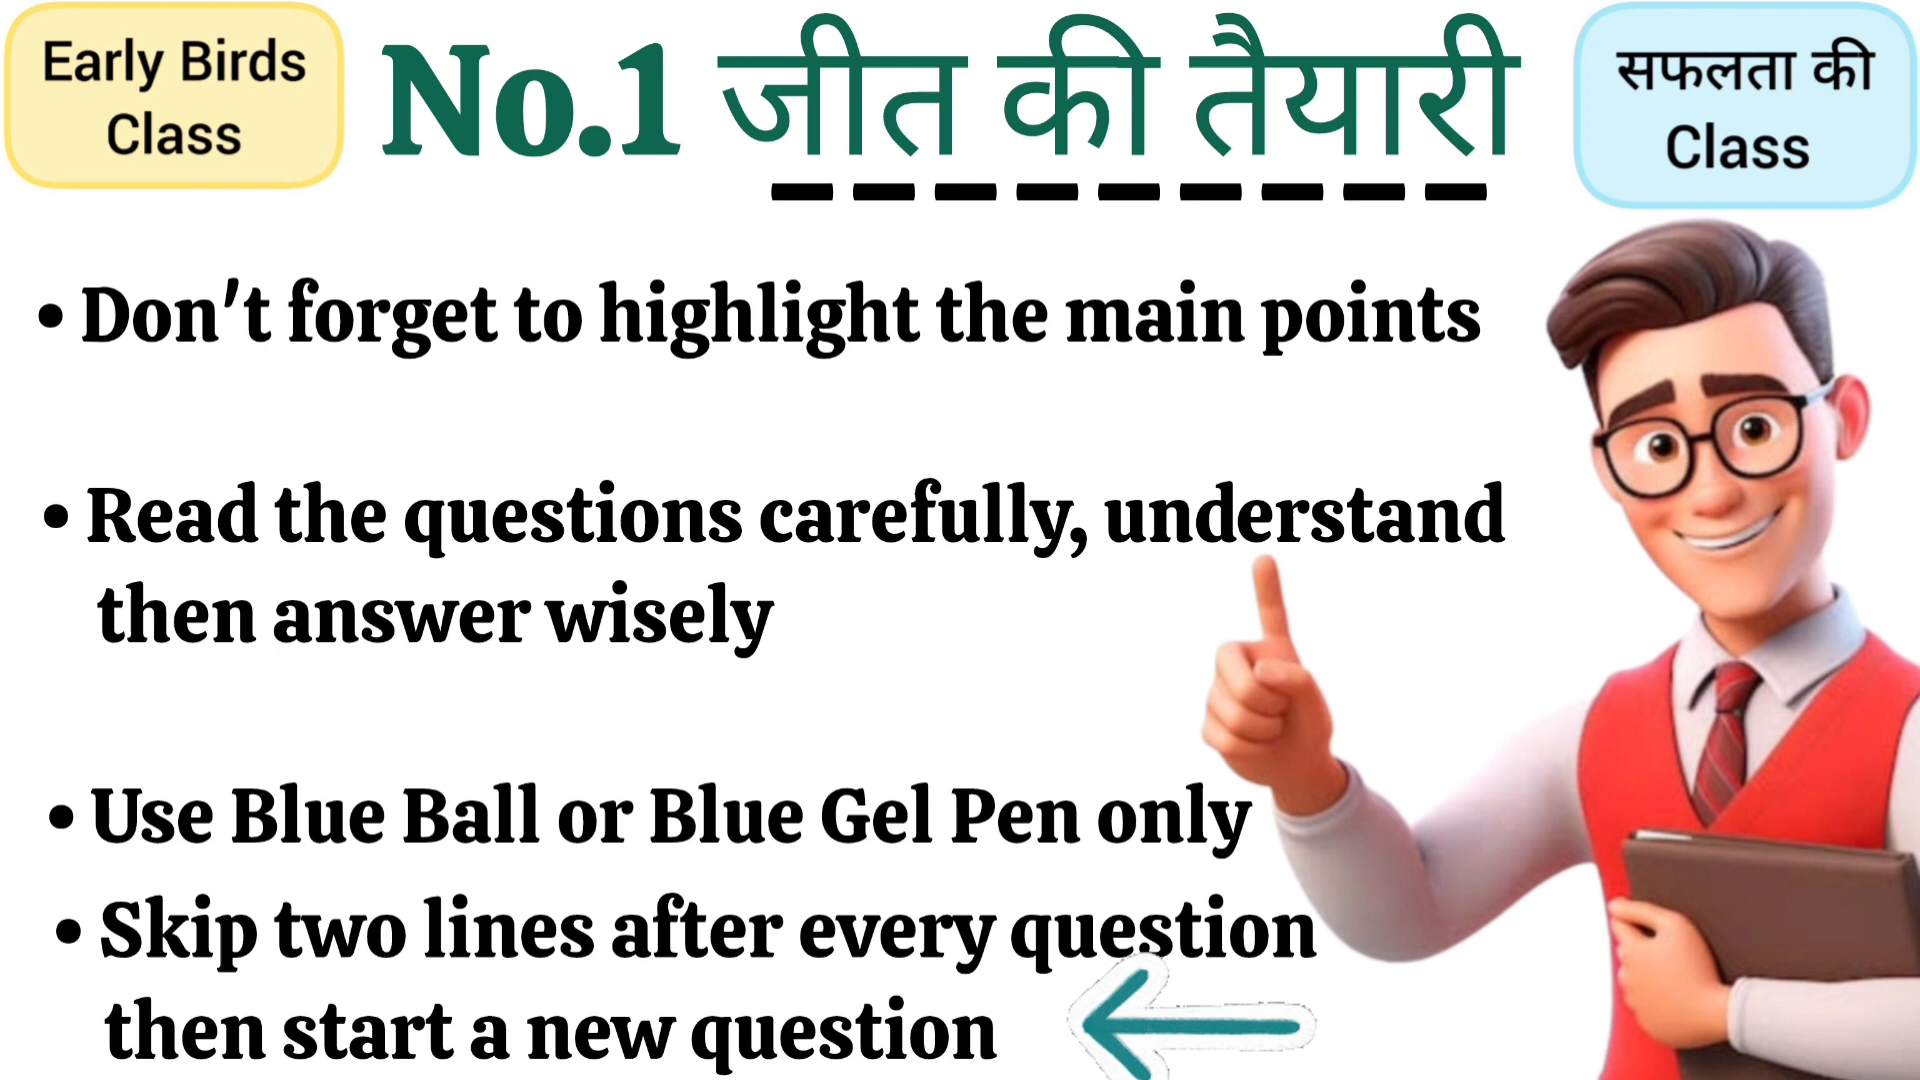 Early Birds
Class
No.1 जीत की तैयारी
सफलता की
Class
• Don't forget to highlight the main points
• Read the questions carefully, understand
then answer wisely
• Use Blue Ball or Blue Gel Pen only
• Skip two lines after every question
then start a new question